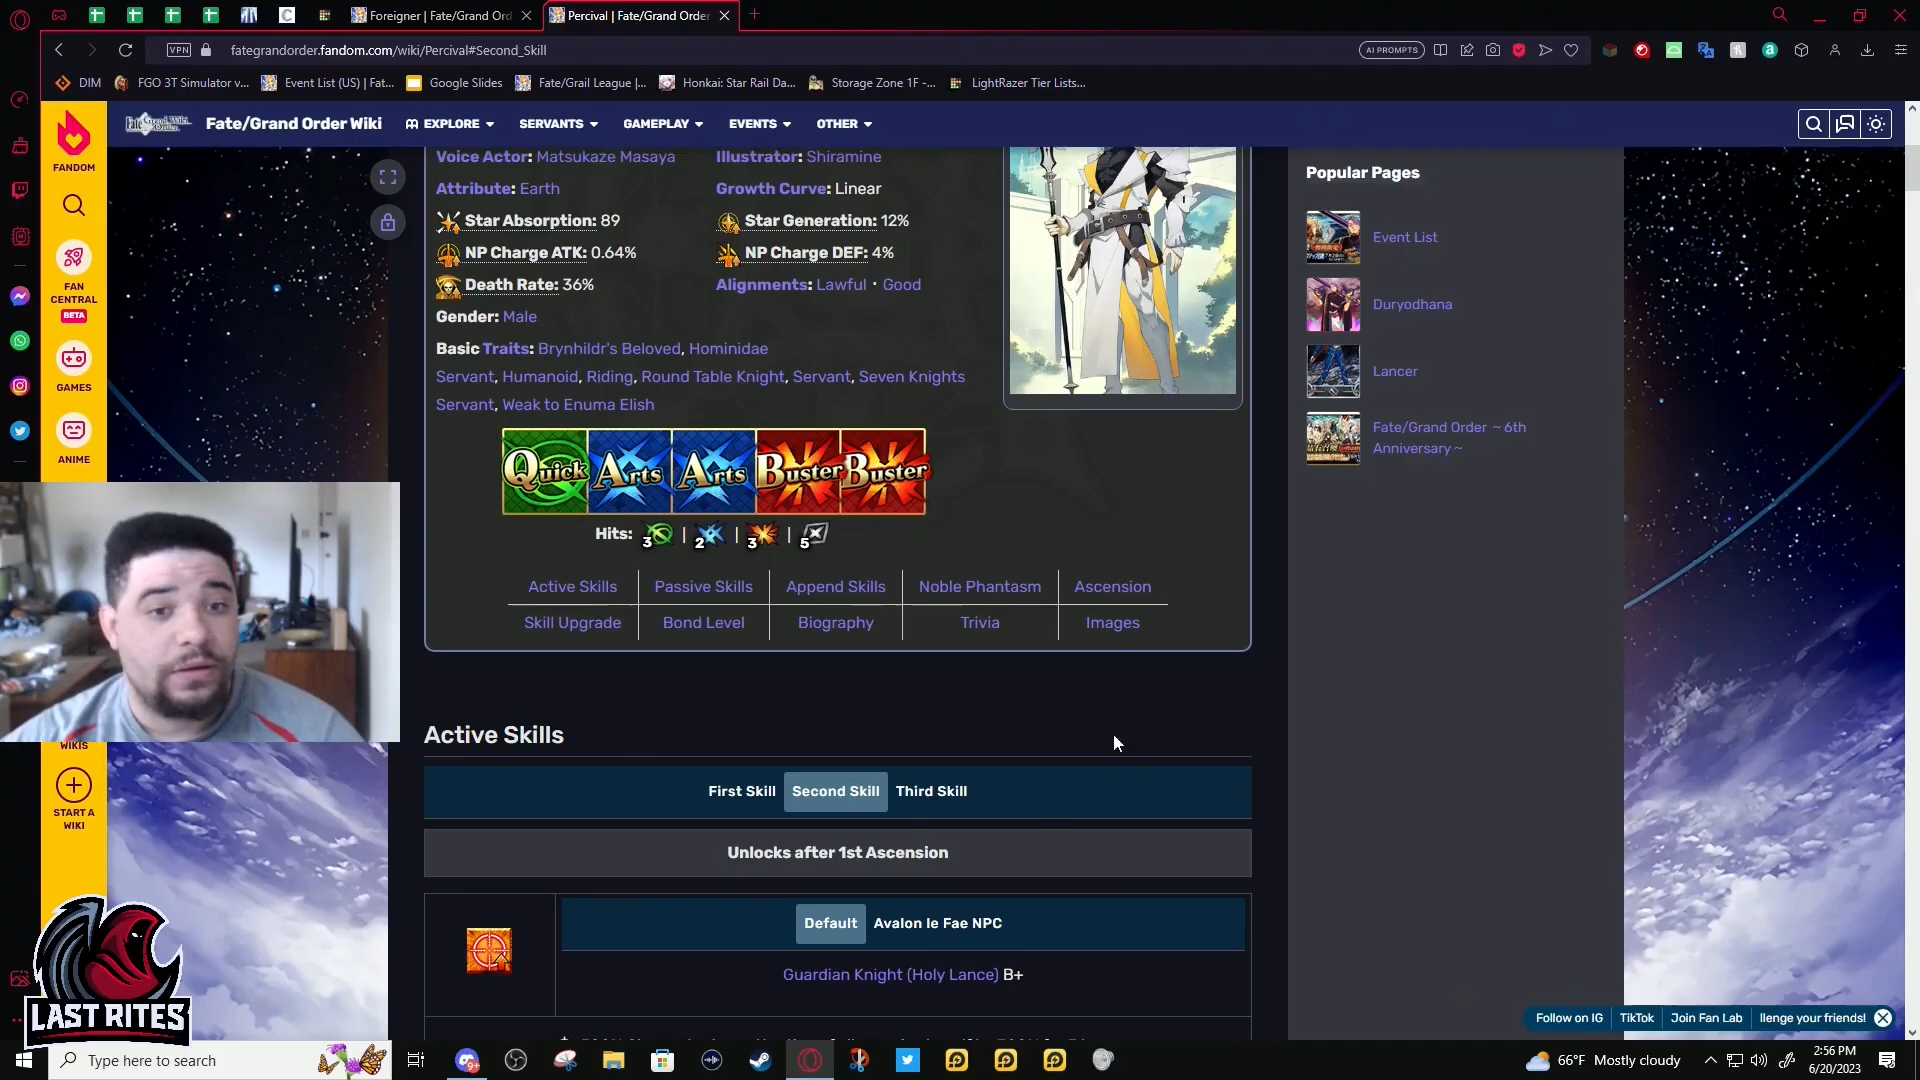 Foreigner | Fate/Grand Ord
Percival | Fate/Grand Order
VPN
fategrandorder.fandom.com/wiki/Percival#Second_Skill
AI PROMPTS
DIM
FGO 3T Simulator v...
Event List (US) | Fat...
Google Slides
Fate/Grail League |...
Honkai: Star Rail Da...
Storage Zone 1F -...
LightRazer Tier Lists...
FANDOM
Fate/Grand Order Wiki
EXPLORE
SERVANTS
GAMEPLAY
EVENTS
OTHER
FAN
CENTRAL
BETA
GAMES
ANIME
WIKIS
START A
WIKI
Voice Actor: Matsukaze Masaya
Illustrator: Shiramine
Attribute: Earth
Growth Curve: Linear
Star Absorption: 89
Star Generation: 12%
NP Charge ATK: 0.64%
NP Charge DEF: 4%
Death Rate: 36%
Alignments: Lawful · Good
Gender: Male
Basic Traits: Brynhildr's Beloved, Hominidae
Servant, Humanoid, Riding, Round Table Knight, Servant, Seven Knights
Servant, Weak to Enuma Elish
Quick Arts Arts Buster Buster
Hits: 3 | 2 | 3 | 5
Active Skills
Passive Skills
Append Skills
Noble Phantasm
Ascension
Skill Upgrade
Bond Level
Biography
Trivia
Images
Active Skills
First Skill
Second Skill
Third Skill
Unlocks after 1st Ascension
Default
Avalon le Fae NPC
Guardian Knight (Holy Lance) B+
Popular Pages
Event List
Duryodhana
Lancer
Fate/Grand Order ~6th
Anniversary~
Follow on IG
TikTok
Join Fan Lab
llenge your friends!
LAST RITES
Type here to search
9+
66°F Mostly cloudy
2:56 PM
6/20/2023